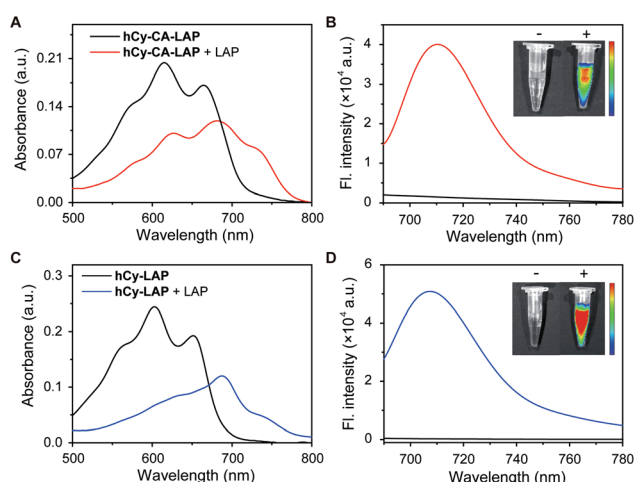 A
hCy-CA-LAP
hCy-CA-LAP + LAP
Absorbance (a.u.)
0.21
0.14
0.07
0.00
500 600 700 800
Wavelength (nm)
B
- +
Fl. intensity (×10⁴ a.u.)
4
3
2
1
0
700 720 740 760 780
Wavelength (nm)
C
hCy-LAP
hCy-LAP + LAP
Absorbance (a.u.)
0.3
0.2
0.1
0.0
500 600 700 800
Wavelength (nm)
D
- +
Fl. intensity (×10⁴ a.u.)
6
4
2
0
700 720 740 760 780
Wavelength (nm)